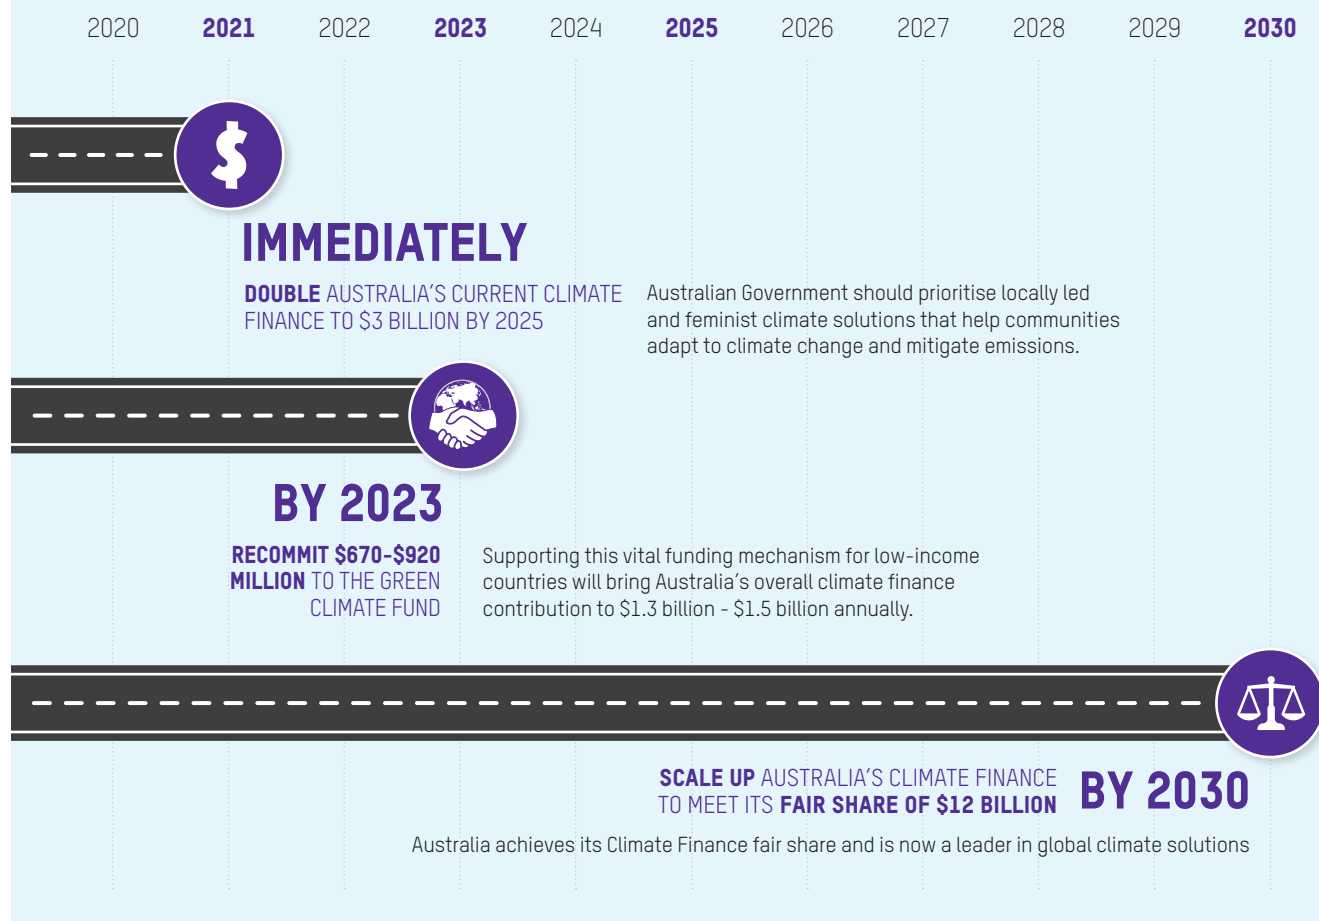 2020 2021 2022 2023 2024 2025 2026 2027 2028 2029 2030
$
IMMEDIATELY
DOUBLE AUSTRALIA'S CURRENT CLIMATE
FINANCE TO $3 BILLION BY 2025
Australian Government should prioritise locally led
and feminist climate solutions that help communities
adapt to climate change and mitigate emissions.
BY 2023
RECOMMIT $670-$920
MILLION TO THE GREEN
CLIMATE FUND
Supporting this vital funding mechanism for low-income
countries will bring Australia's overall climate finance
contribution to $1.3 billion - $1.5 billion annually.
SCALE UP AUSTRALIA'S CLIMATE FINANCE
TO MEET ITS FAIR SHARE OF $12 BILLION
BY 2030
Australia achieves its Climate Finance fair share and is now a leader in global climate solutions